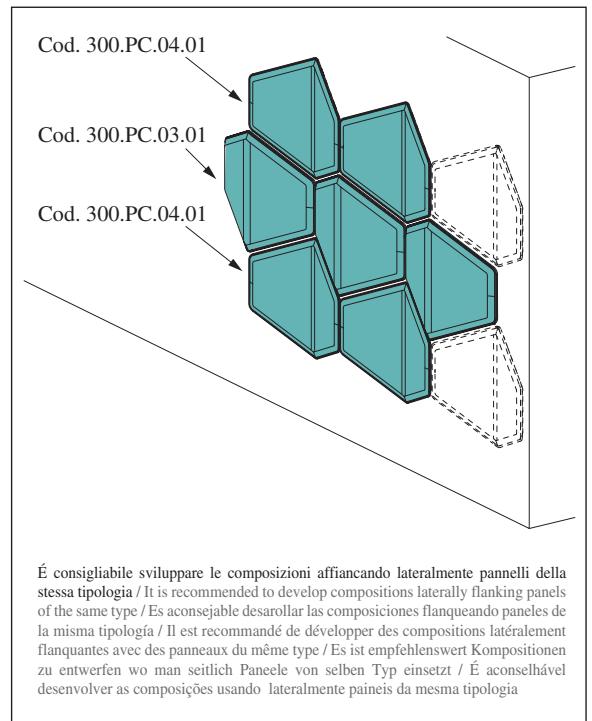 Cod. 300.PC.04.01
Cod. 300.PC.03.01
Cod. 300.PC.04.01
É consigliabile sviluppare le composizioni affiancando lateralmente pannelli della
stessa tipologia / It is recommended to develop compositions laterally flanking panels
of the same type / Es aconsejable desarollar las composiciones flanqueando paneles de
la misma tipología / Il est recommandé de développer des compositions latéralement
flanquantes avec des panneaux du même type / Es ist empfehlenswert Kompositionen
zu entwerfen wo man seitlich Paneele von selben Typ einsetzt / É aconselhável
desenvolver as composições usando lateralmente paineis da mesma tipologia